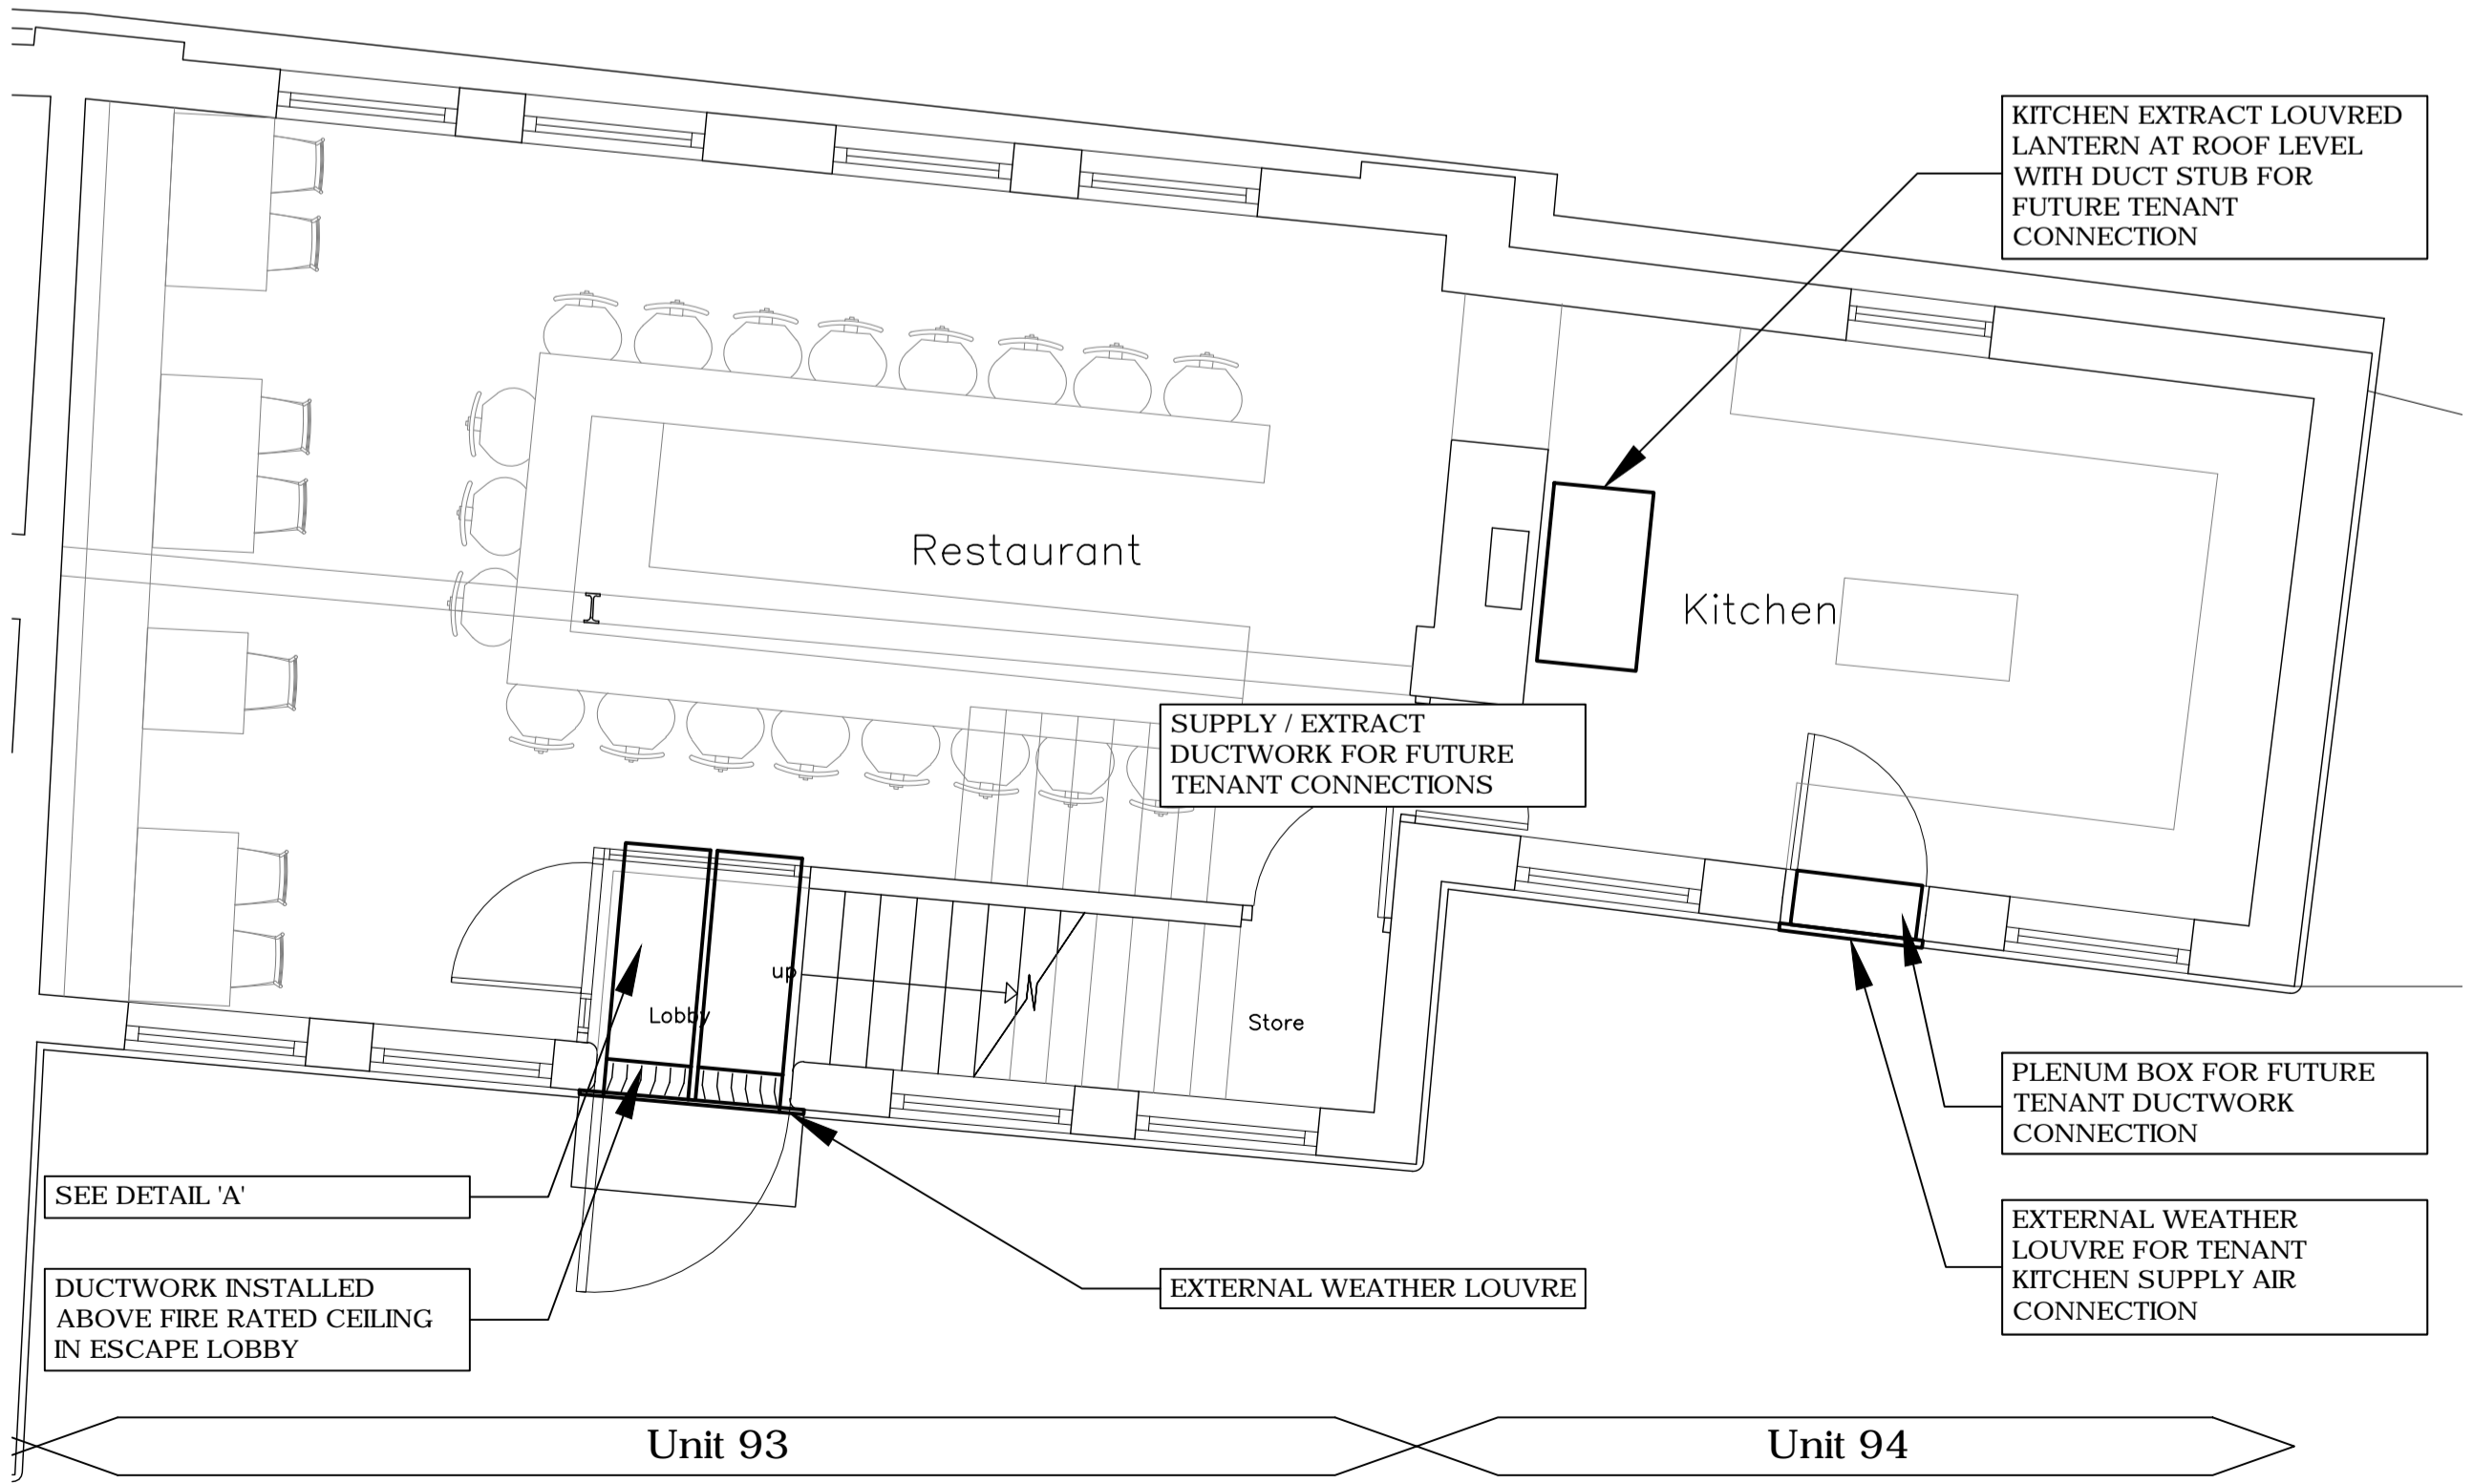 KITCHEN EXTRACT LOUVRED
LANTERN AT ROOF LEVEL
WITH DUCT STUB FOR
FUTURE TENANT
CONNECTION
Restaurant
Kitchen
SUPPLY / EXTRACT
DUCTWORK FOR FUTURE
TENANT CONNECTIONS
up
Lobby
Store
PLENUM BOX FOR FUTURE
TENANT DUCTWORK
CONNECTION
SEE DETAIL 'A'
EXTERNAL WEATHER
LOUVRE FOR TENANT
KITCHEN SUPPLY AIR
CONNECTION
DUCTWORK INSTALLED
ABOVE FIRE RATED CEILING
IN ESCAPE LOBBY
EXTERNAL WEATHER LOUVRE
Unit 93
Unit 94